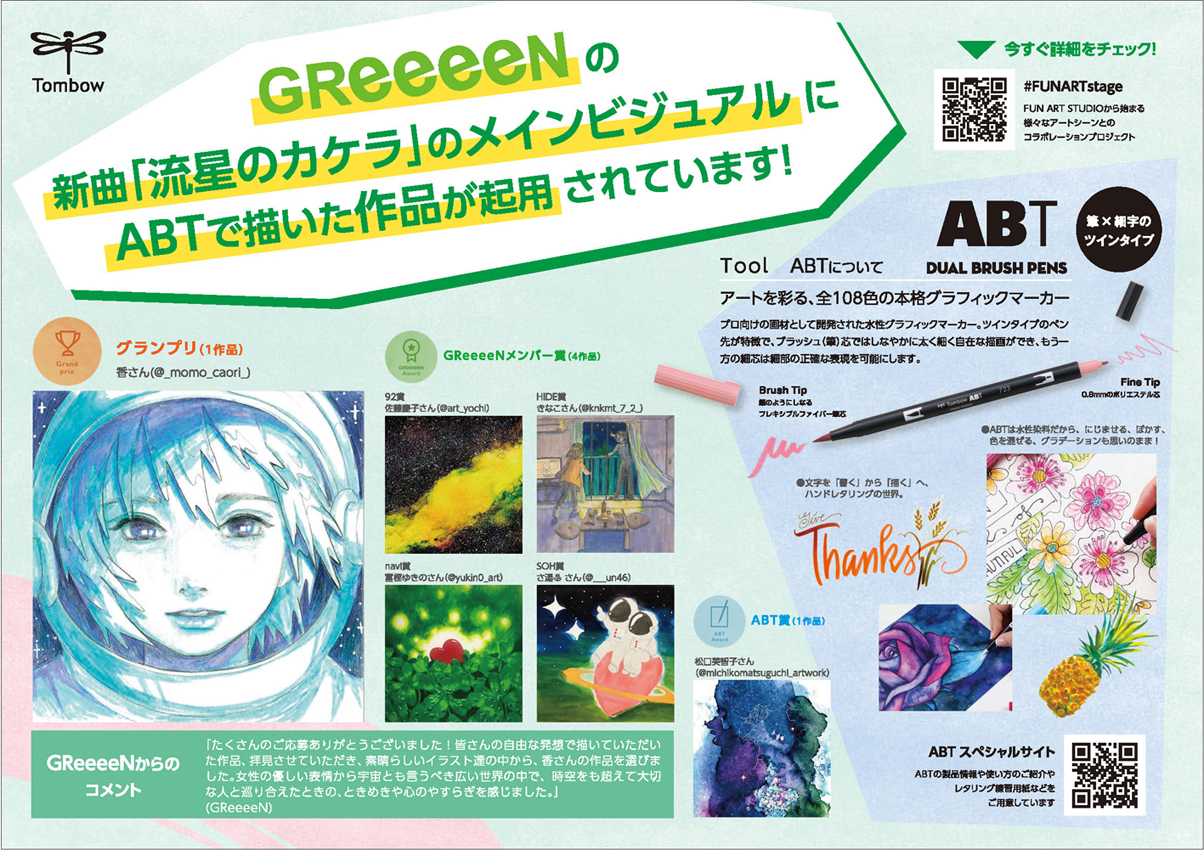 Tombow
GReeeeNの
新曲「流星のカケラ」のメインビジュアルに
ABTで描いた作品が起用されています!
今すぐ詳細をチェック!
#FUNARTstage
FUN ART STUDIOから始まる
様々なアートシーンとの
コラボレーションプロジェクト
ABT
DUAL BRUSH PENS
筆×細字の
ツインタイプ
Tool ABTについて
アートを彩る、全108色の本格グラフィックマーカー
プロ向けの画材として開発された水性グラフィックマーカー。ツインタイプのペン
先が特徴で、ブラッシュ(筆)芯ではしなやかに太く細く自在な描画ができ、もう一
方の細芯は細部の正確な表現を可能にします。
Brush Tip
筆のようにしなる
フレキシブルファイバー筆芯
Tombow ABT
723
Fine Tip
0.8mmのポリエステル芯
●ABTは水性染料だから、にじませる、ぼかす、
色を混ぜる、グラデーションも思いのまま!
●文字を「書く」から「描く」へ、
ハンドレタリングの世界。
Give
Thanks
Grand
prix
グランプリ(1作品)
香さん(@_momo_caori_)
GReeeeN
Award
GReeeeNメンバー賞(4作品)
92賞
佐藤慶子さん(@art_yochi)
HIDE賞
きなこさん(@knkmt_7_2_)
navi賞
富樫ゆきのさん(@yukin0_art)
SOH賞
さ湯♨さん(@___un46)
ABT
Award
ABT賞(1作品)
松口美智子さん
(@michikomatsuguchi_artwork)
GReeeeNからの
コメント
「たくさんのご応募ありがとうございました!皆さんの自由な発想で描いていただい
た作品、拝見させていただき、素晴らしいイラスト達の中から、香さんの作品を選びま
した。女性の優しい表情から宇宙とも言うべき広い世界の中で、時空をも超えて大切
な人と巡り合えたときの、ときめきや心のやすらぎを感じました。」
(GReeeeN)
ABT スペシャルサイト
ABTの製品情報や使い方のご紹介や
レタリング練習用紙などを
ご用意しています